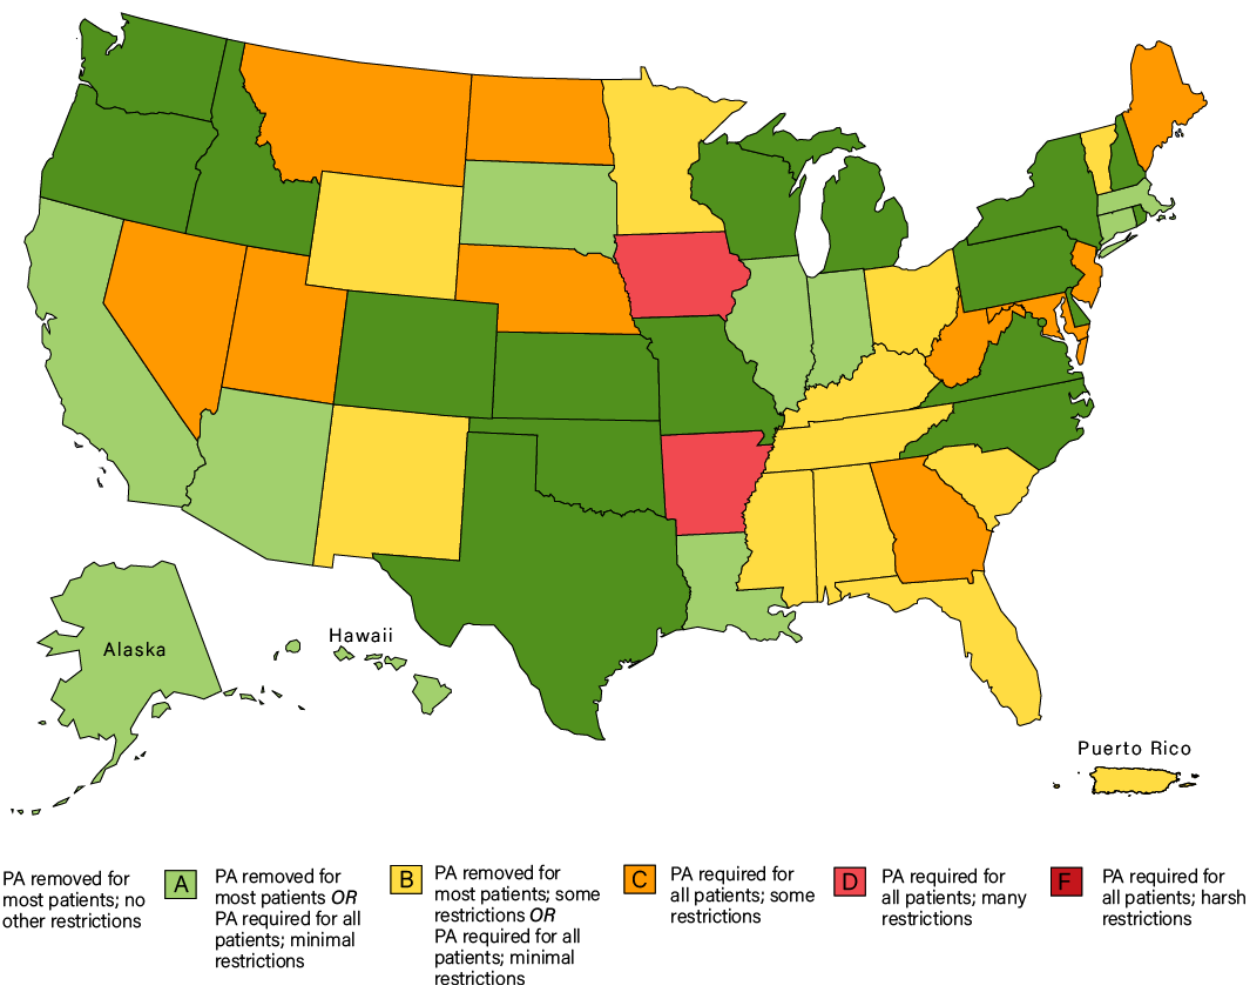 Alaska
Hawaii
Puerto Rico
PA removed for
most patients; no
other restrictions
A
PA removed for
most patients OR
PA required for all
patients; minimal
restrictions
B
PA removed for
most patients; some
restrictions OR
PA required for all
patients; minimal
restrictions
C
PA required for
all patients; some
restrictions
D
PA required for
all patients; many
restrictions
F
PA required for
all patients; harsh
restrictions